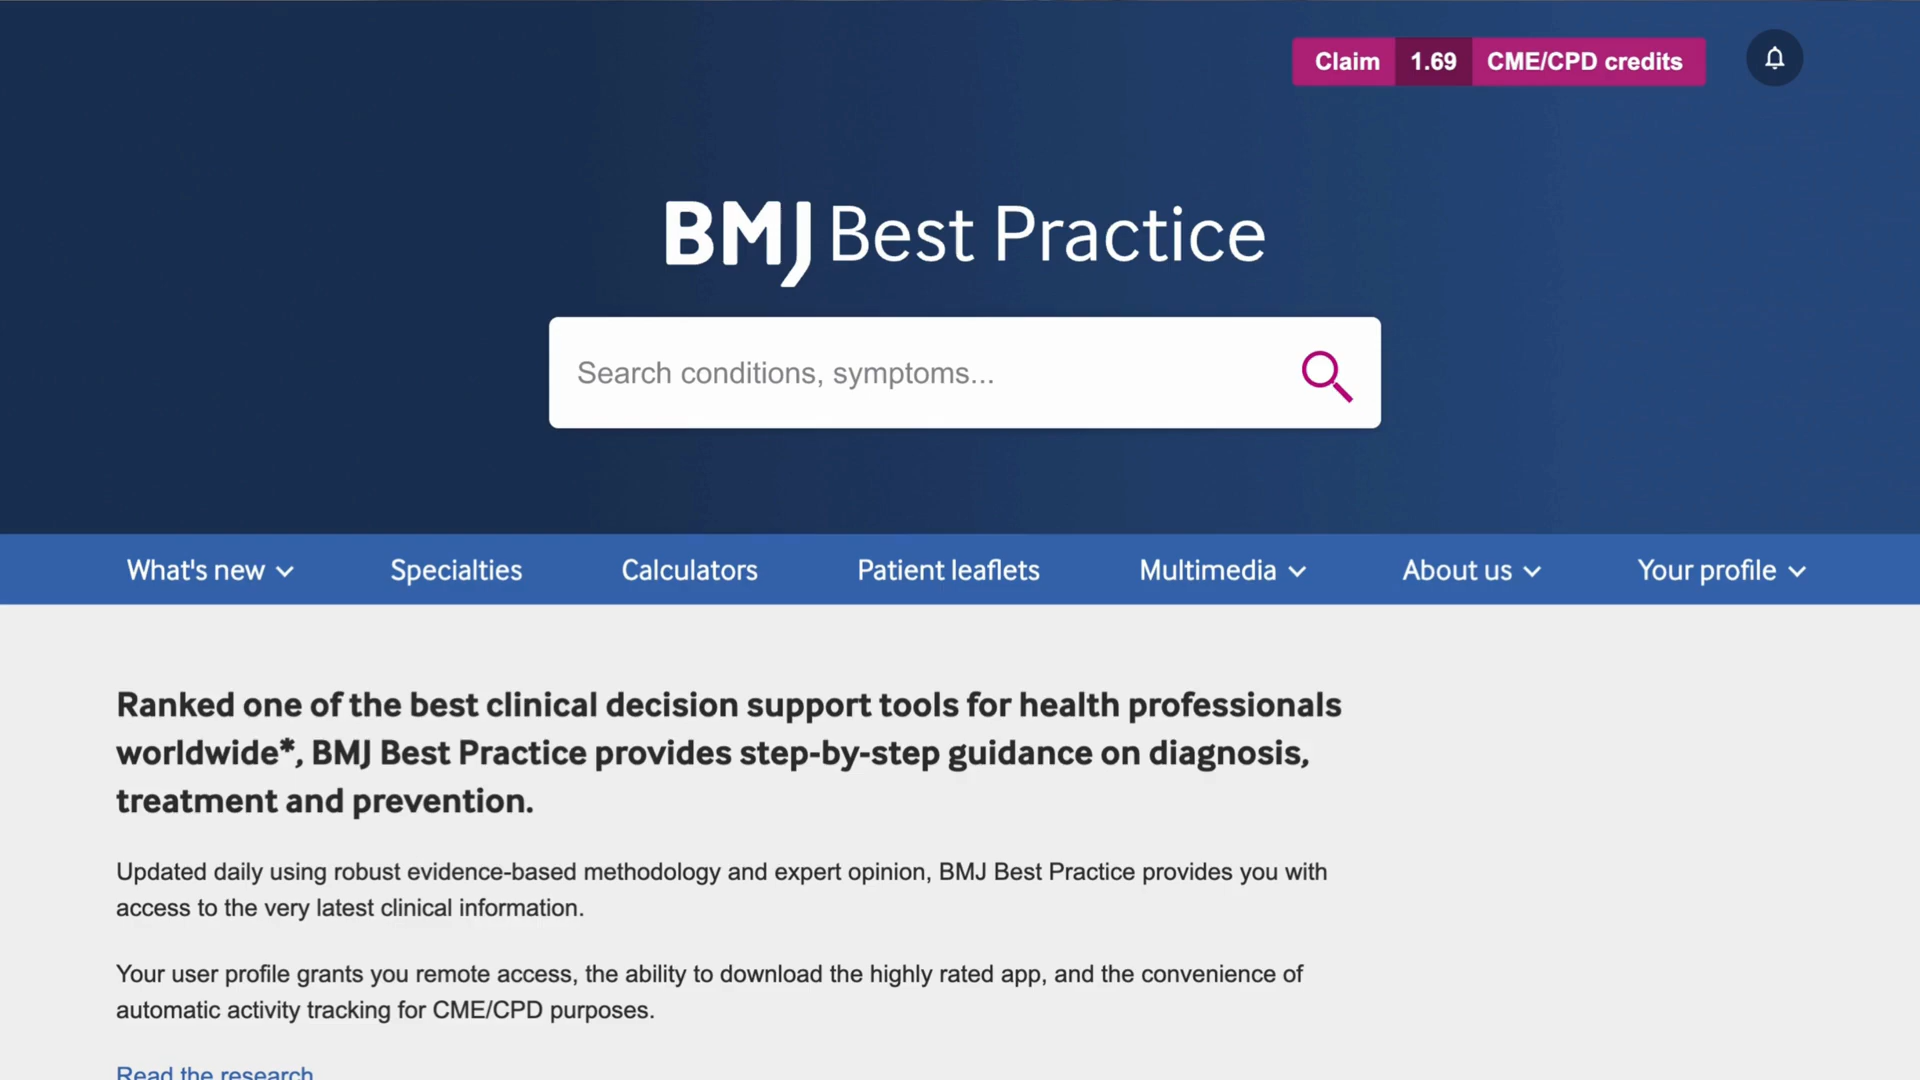 Claim 1.69 CME/CPD credits
BMJ Best Practice
Search conditions, symptoms...
What's new Specialties Calculators Patient leaflets Multimedia About us Your profile
Ranked one of the best clinical decision support tools for health professionals
worldwide*, BMJ Best Practice provides step-by-step guidance on diagnosis,
treatment and prevention.
Updated daily using robust evidence-based methodology and expert opinion, BMJ Best Practice provides you with
access to the very latest clinical information.
Your user profile grants you remote access, the ability to download the highly rated app, and the convenience of
automatic activity tracking for CME/CPD purposes.
Read the research